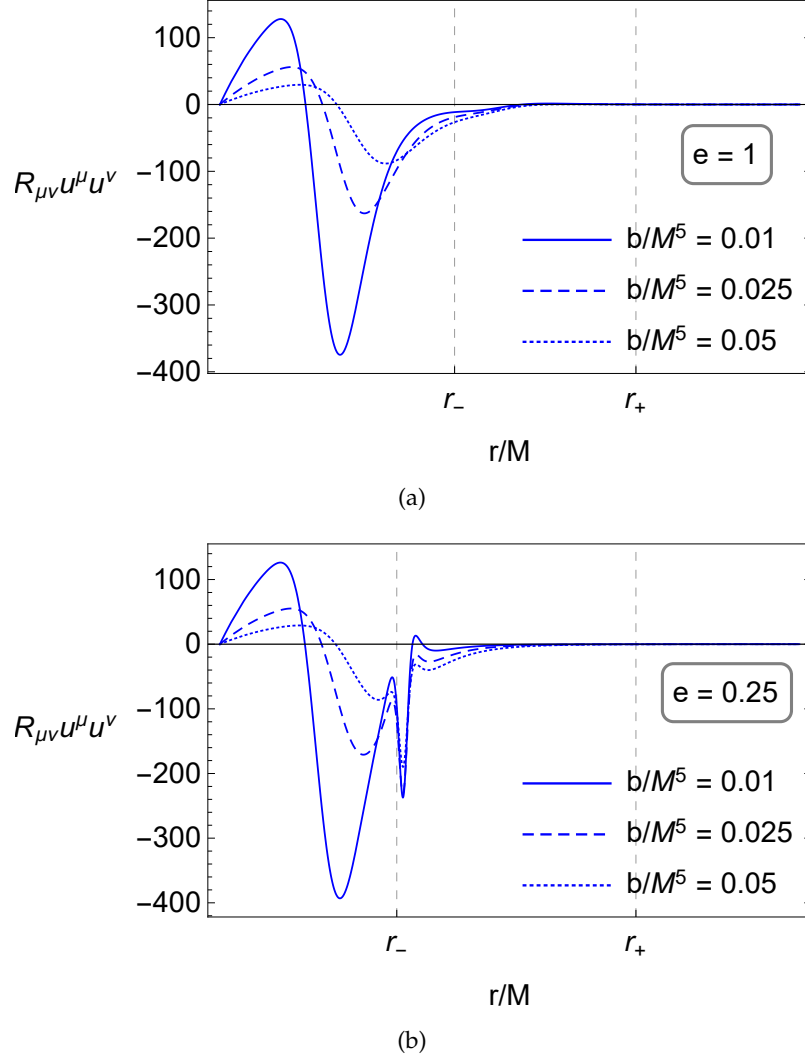 100
0
−100
−200
−300
−400
R_{μν}u^μu^ν
e = 1
b/M^5 = 0.01
b/M^5 = 0.025
b/M^5 = 0.05
r_−
r_+
r/M
(a)
100
0
−100
−200
−300
−400
R_{μν}u^μu^ν
e = 0.25
b/M^5 = 0.01
b/M^5 = 0.025
b/M^5 = 0.05
r_−
r_+
r/M
(b)